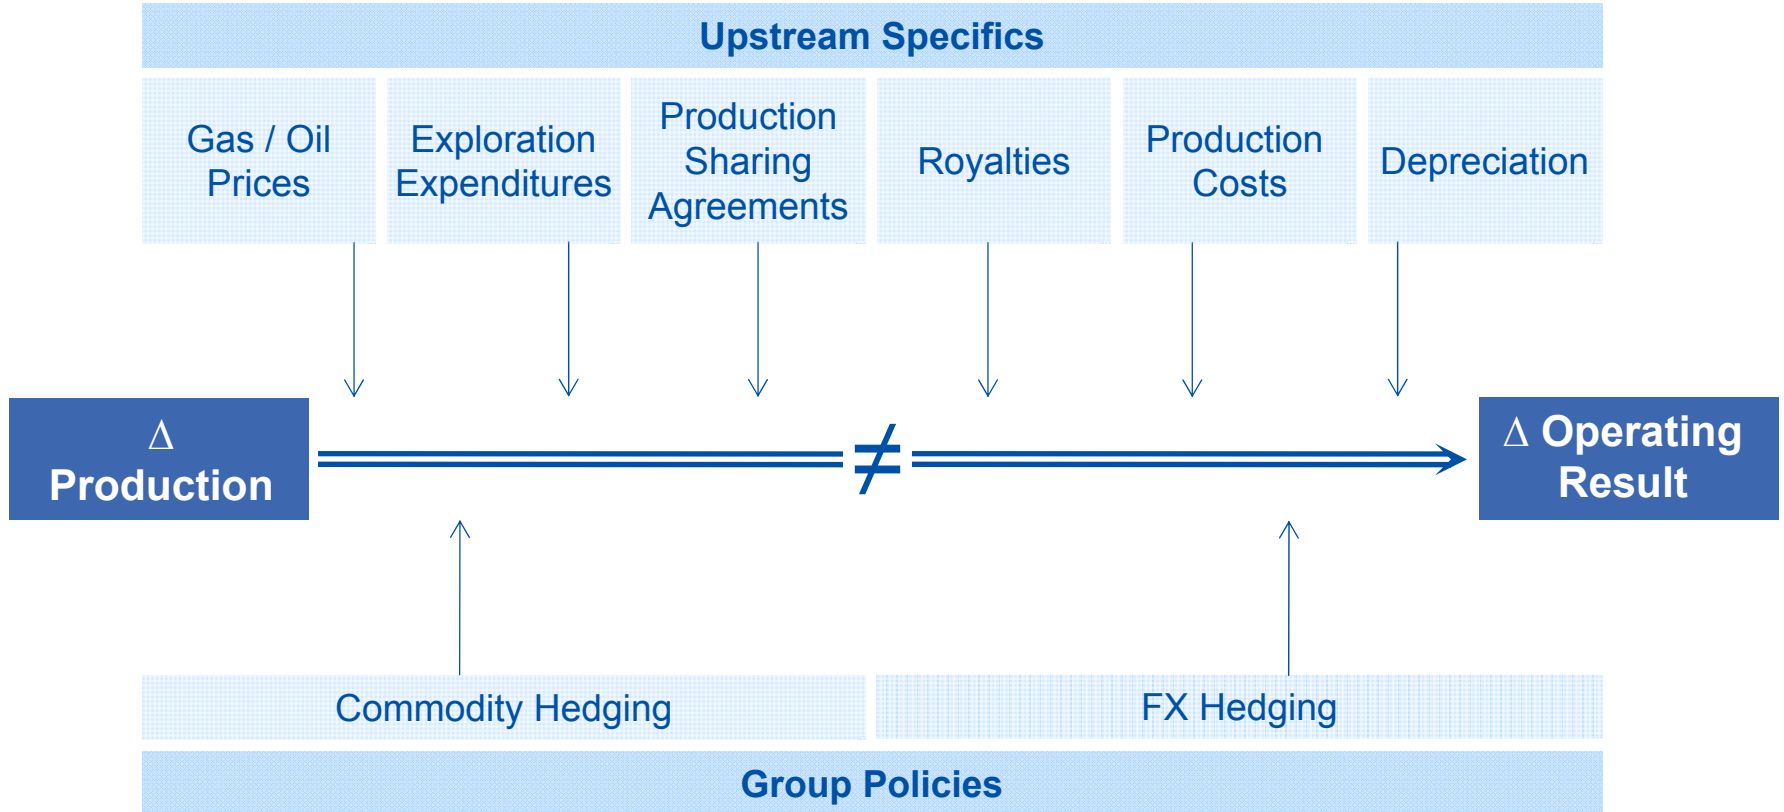 Upstream Specifics
Gas / Oil
Prices
Exploration
Expenditures
Production
Sharing
Agreements
Royalties
Production
Costs
Depreciation
Δ
Production
≠
Δ Operating
Result
Commodity Hedging
FX Hedging
Group Policies